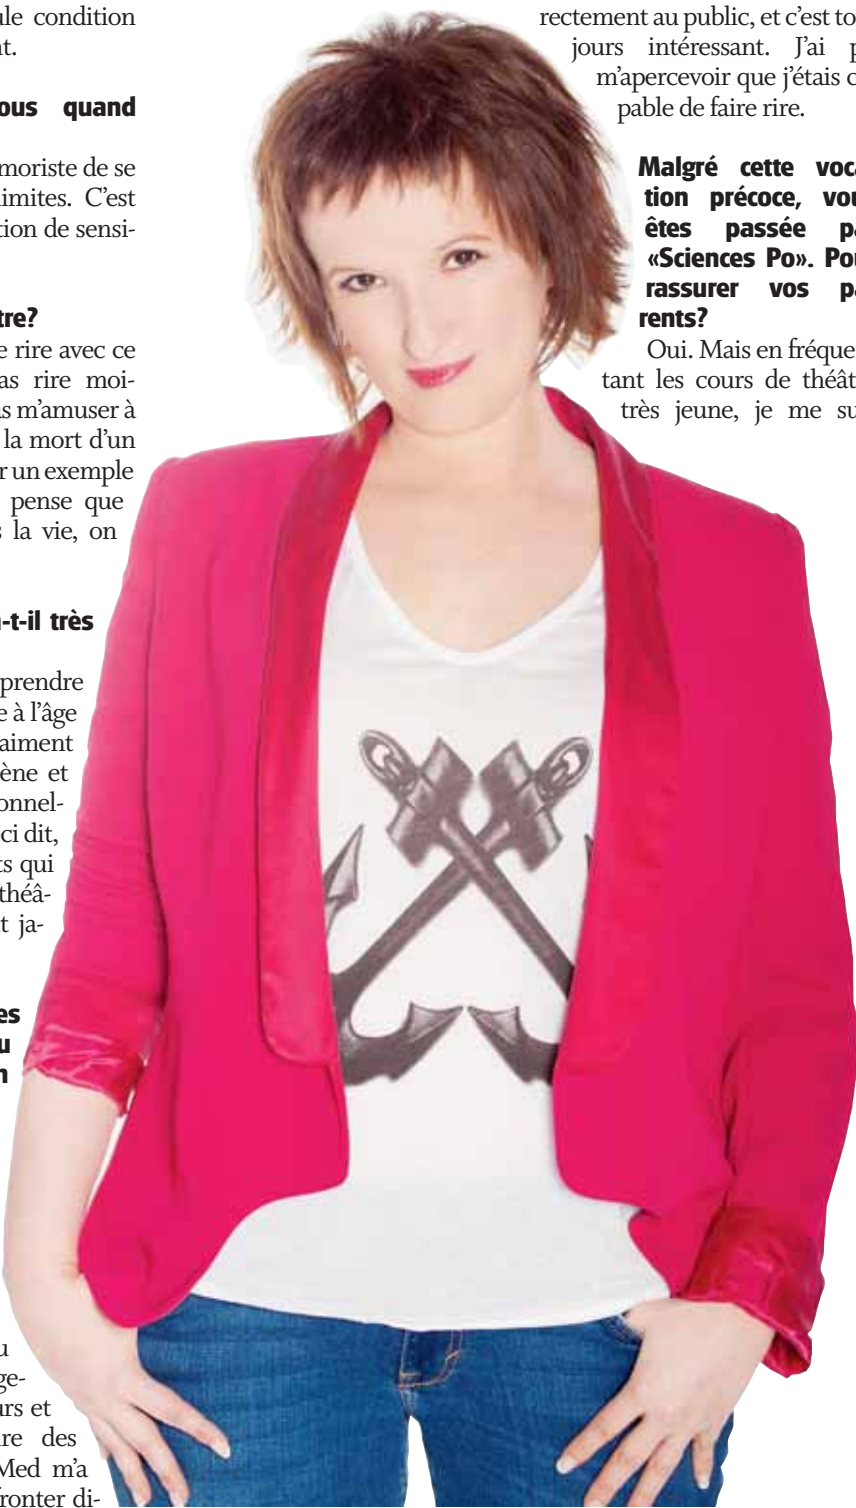 ule condition
nt.
ous quand
moriste de se
imites. C’est
tion de sensi-
tre?
e rire avec ce
as rire moi-
as m’amuser à
la mort d’un
r un exemple
pense que
s la vie, on
-t-il très
prendre
e à l’âge
aiment
ène et
onnel-
ci dit,
ts qui
théâ-
t ja-
es
u
n
u
ge-
urs et
re des
Med m’a
fronter di-
rectement au public, et c’est to
jours intéressant. J’ai p
m’apercevoir que j’étais c
pable de faire rire.
Malgré cette voca
tion précoce, vou
êtes passée pa
«Sciences Po». Pou
rassurer vos pa
rents?
Oui. Mais en fréque
tant les cours de théât
très jeune, je me su